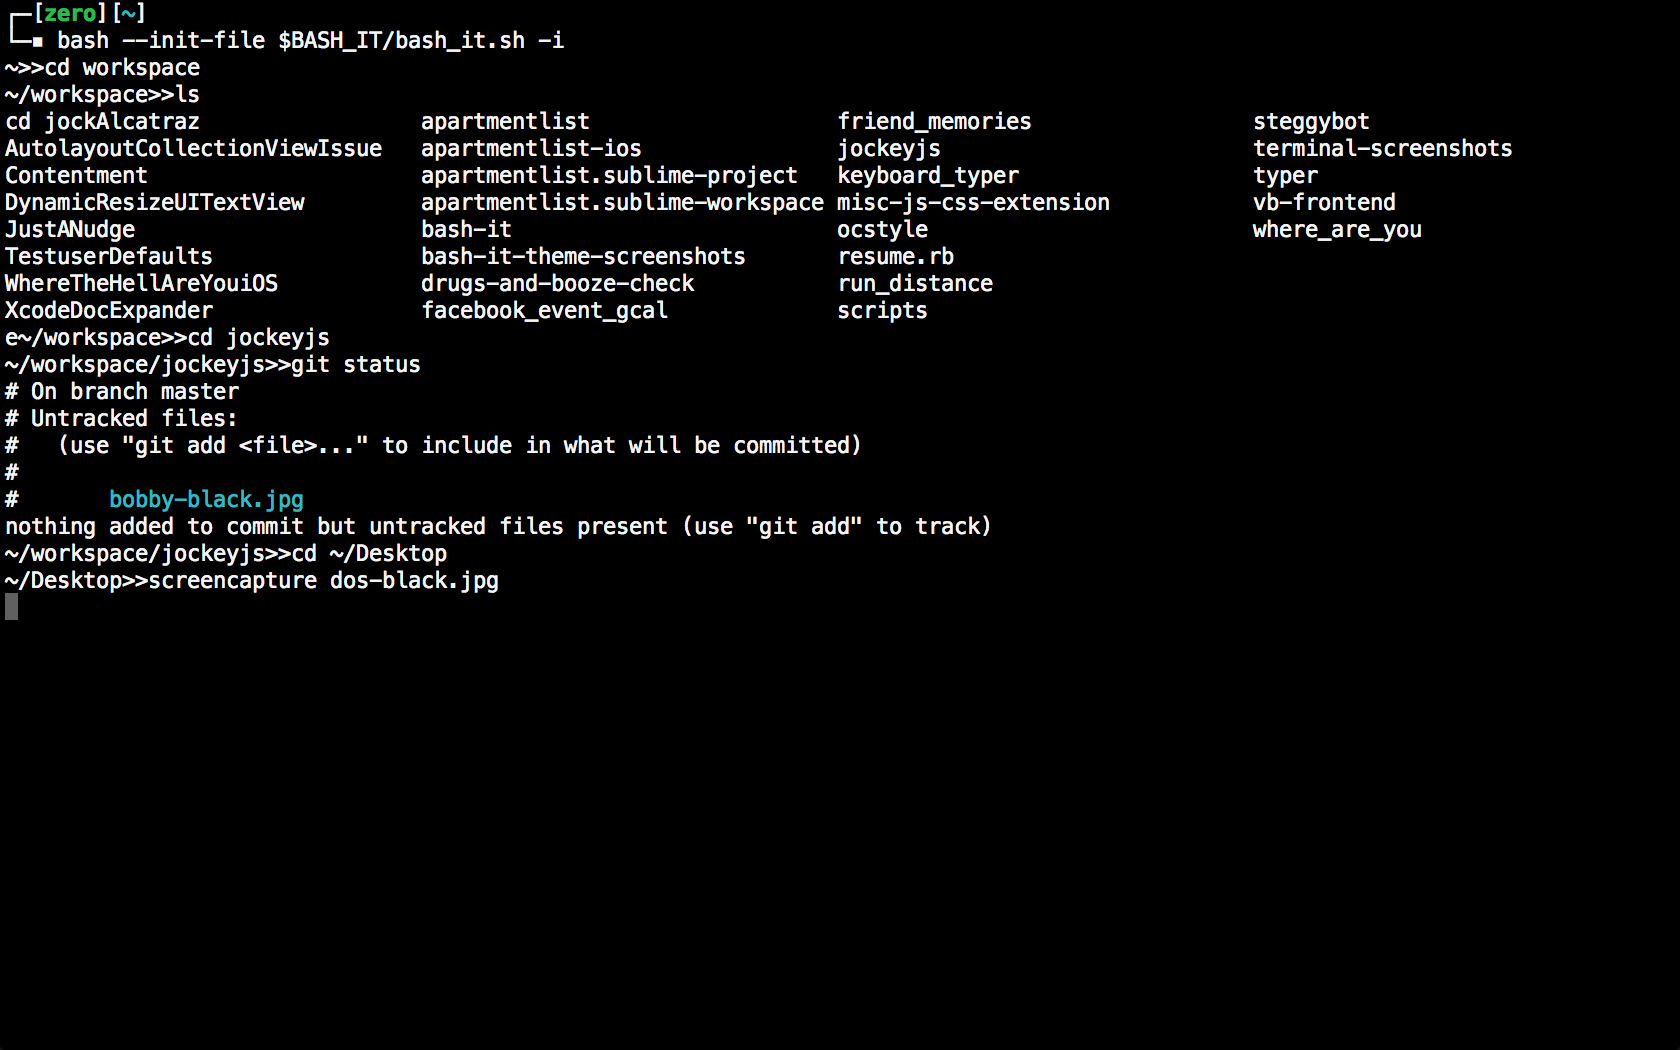 ┌─[zero][~]
└─▪ bash --init-file $BASH_IT/bash_it.sh -i
~>>cd workspace
~/workspace>>ls
cd jockAlcatraz                 apartmentlist                   friend_memories                 steggybot
AutolayoutCollectionViewIssue   apartmentlist-ios               jockeyjs                        terminal-screenshots
Contentment                     apartmentlist.sublime-project   keyboard_typer                  typer
DynamicResizeUITextView         apartmentlist.sublime-workspace misc-js-css-extension           vb-frontend
JustANudge                      bash-it                         ocstyle                         where_are_you
TestuserDefaults                bash-it-theme-screenshots       resume.rb
WhereTheHellAreYouiOS           drugs-and-booze-check           run_distance
XcodeDocExpander                facebook_event_gcal             scripts
e~/workspace>>cd jockeyjs
~/workspace/jockeyjs>>git status
# On branch master
# Untracked files:
#   (use "git add <file>..." to include in what will be committed)
#
#       bobby-black.jpg
nothing added to commit but untracked files present (use "git add" to track)
~/workspace/jockeyjs>>cd ~/Desktop
~/Desktop>>screencapture dos-black.jpg